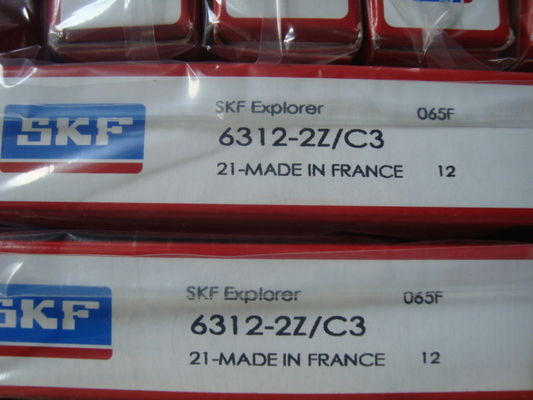 SKF
SKF Explorer 065F
6312-2Z/C3
21-MADE IN FRANCE 12
SKF
SKF Explorer 065F
6312-2Z/C3
21-MADE IN FRANCE 12